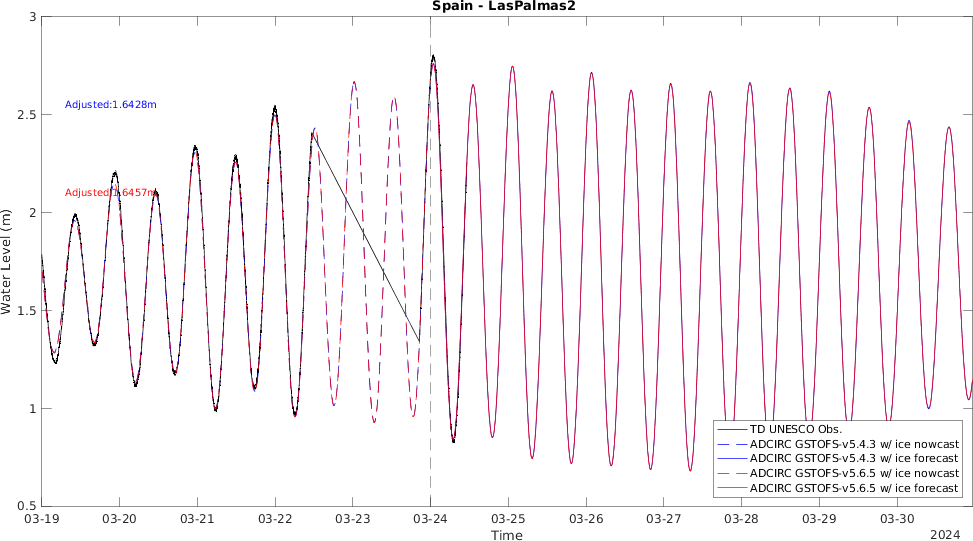 Spain - LasPalmas2
3
2.5
2
1.5
1
0.5
Water Level (m)
Adjusted:1.6428m
Adjusted:1.6457m
TD UNESCO Obs.
ADCIRC GSTOFS-v5.4.3 w/ ice nowcast
ADCIRC GSTOFS-v5.4.3 w/ ice forecast
ADCIRC GSTOFS-v5.6.5 w/ ice nowcast
ADCIRC GSTOFS-v5.6.5 w/ ice forecast
03-19 03-20 03-21 03-22 03-23 03-24 03-25 03-26 03-27 03-28 03-29 03-30
Time
2024